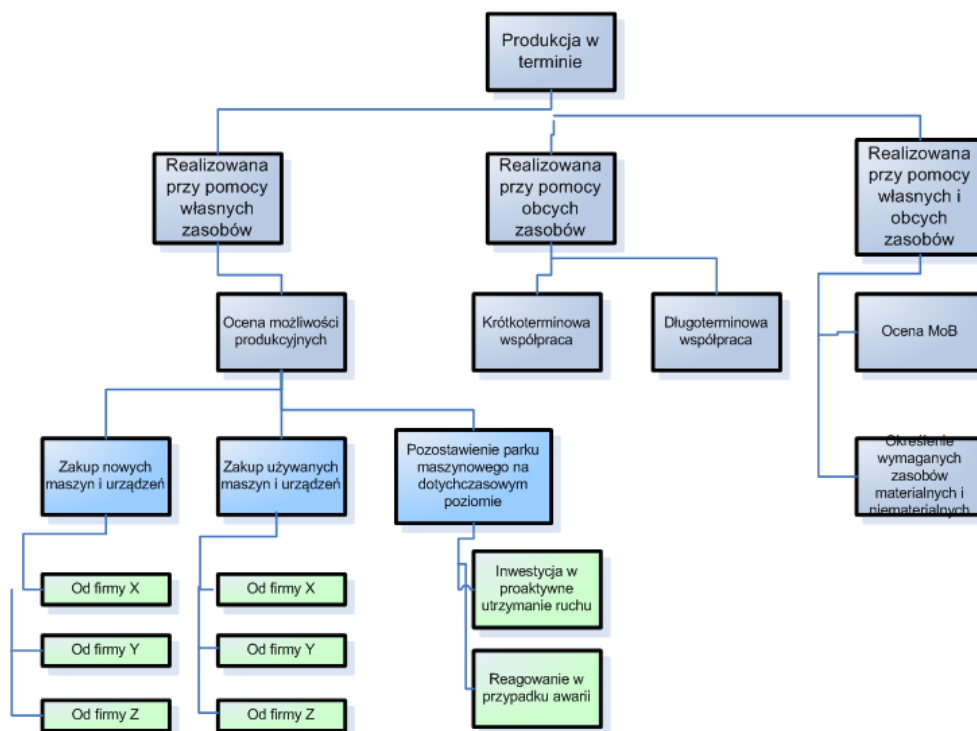 Produkcja w
terminie
Realizowana
przy pomocy
własnych
zasobów
Realizowana
przy pomocy
obcych
zasobów
Realizowana
przy pomocy
własnych i
obcych
zasobów
Ocena możliwości
produkcyjnych
Krótkoterminowa
współpraca
Długoterminowa
współpraca
Ocena MoB
Zakup nowych
maszyn i urządzeń
Zakup używanych
maszyn i urządzeń
Pozostawienie parku
maszynowego na
dotychczasowym
poziomie
Określenie
wymaganych
zasobów
materialnych i
niematerialnych
Od firmy X
Od firmy Y
Od firmy Z
Od firmy X
Od firmy Y
Od firmy Z
Inwestycja w
proaktywne
utrzymanie ruchu
Reagowanie w
przypadku awarii